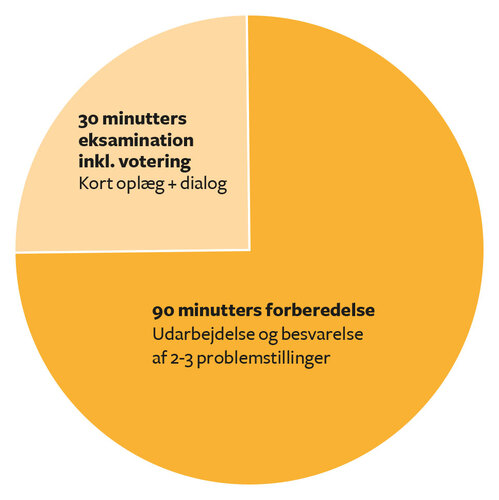 30 minutters
eksamination
inkl. votering
Kort oplæg + dialog
90 minutters forberedelse
Udarbejdelse og besvarelse
af 2-3 problemstillinger